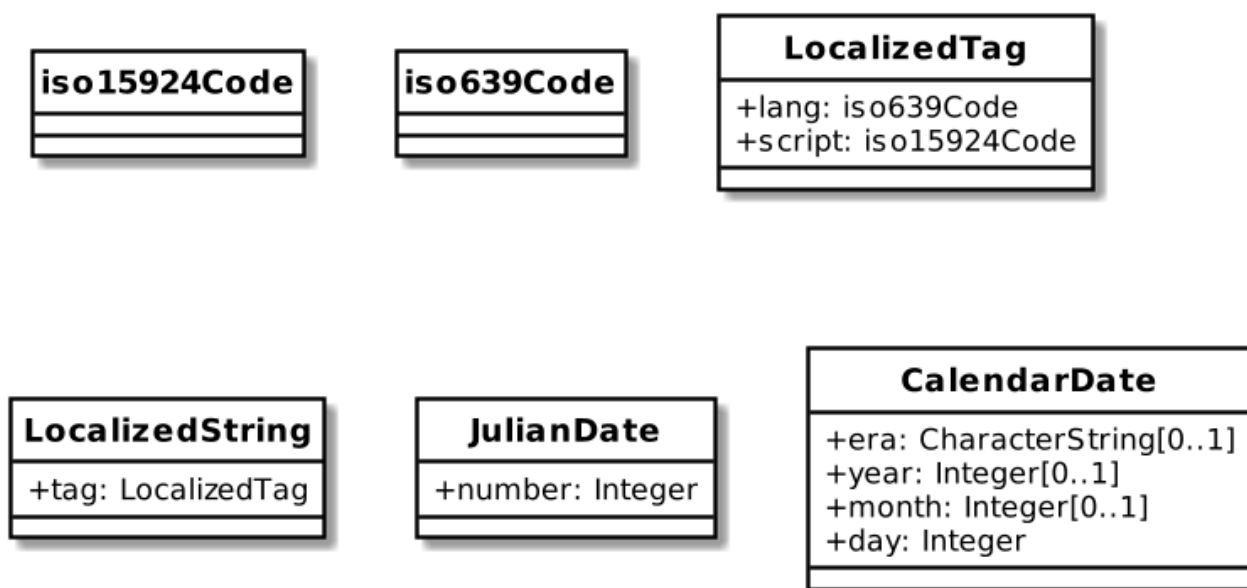 iso15924Code
iso639Code
LocalizedTag
+lang: iso639Code
+script: iso15924Code
LocalizedString
+tag: LocalizedTag
JulianDate
+number: Integer
CalendarDate
+era: CharacterString[0..1]
+year: Integer[0..1]
+month: Integer[0..1]
+day: Integer